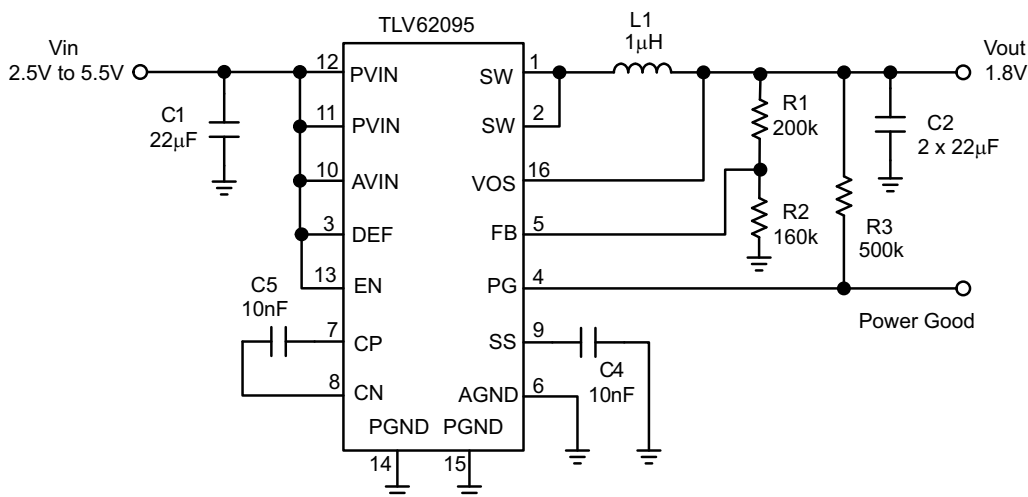 TLV62095
Vin
2.5V to 5.5V
C1
22μF
12 PVIN
11 PVIN
10 AVIN
3 DEF
13 EN
7 CP
8 CN
C5
10nF
PGND PGND
14 15
SW 1
SW 2
VOS 16
FB 5
PG 4
SS 9
AGND 6
L1
1μH
R1
200k
R2
160k
R3
500k
C2
2 x 22μF
Vout
1.8V
Power Good
C4
10nF